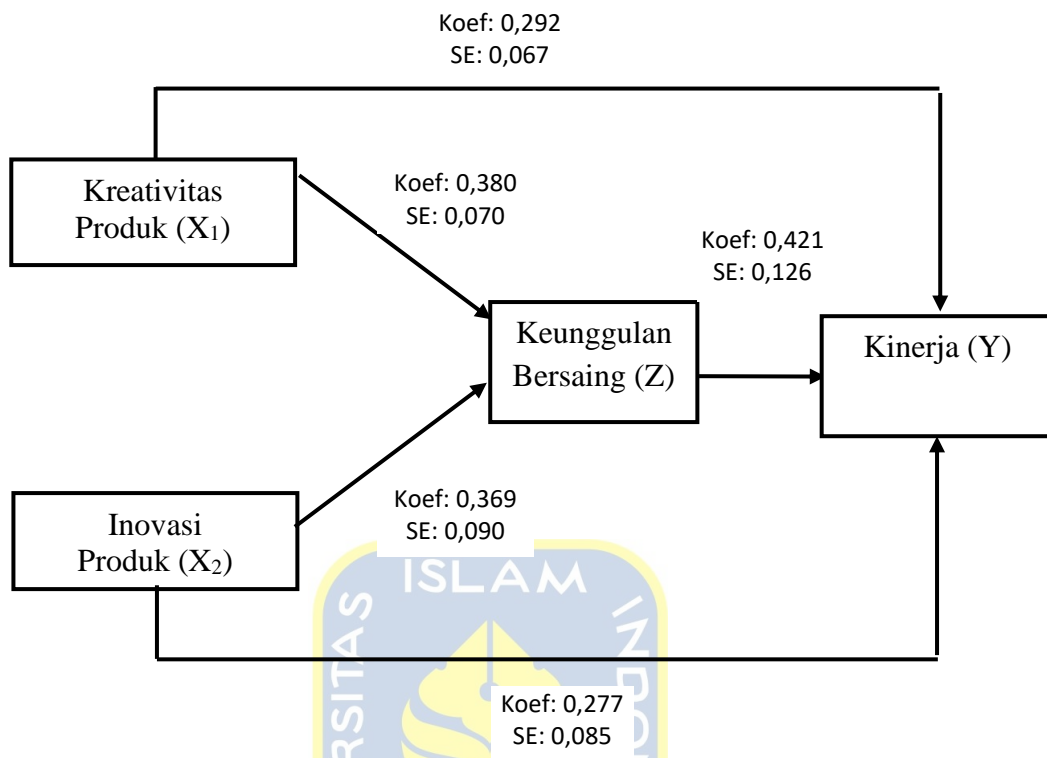 Koef: 0,292
SE: 0,067
Kreativitas
Produk (X₁)
Koef: 0,380
SE: 0,070
Koef: 0,421
SE: 0,126
Keunggulan
Bersaing (Z)
Kinerja (Y)
Inovasi
Produk (X₂)
Koef: 0,369
SE: 0,090
ISLAM
Koef: 0,277
SE: 0,085